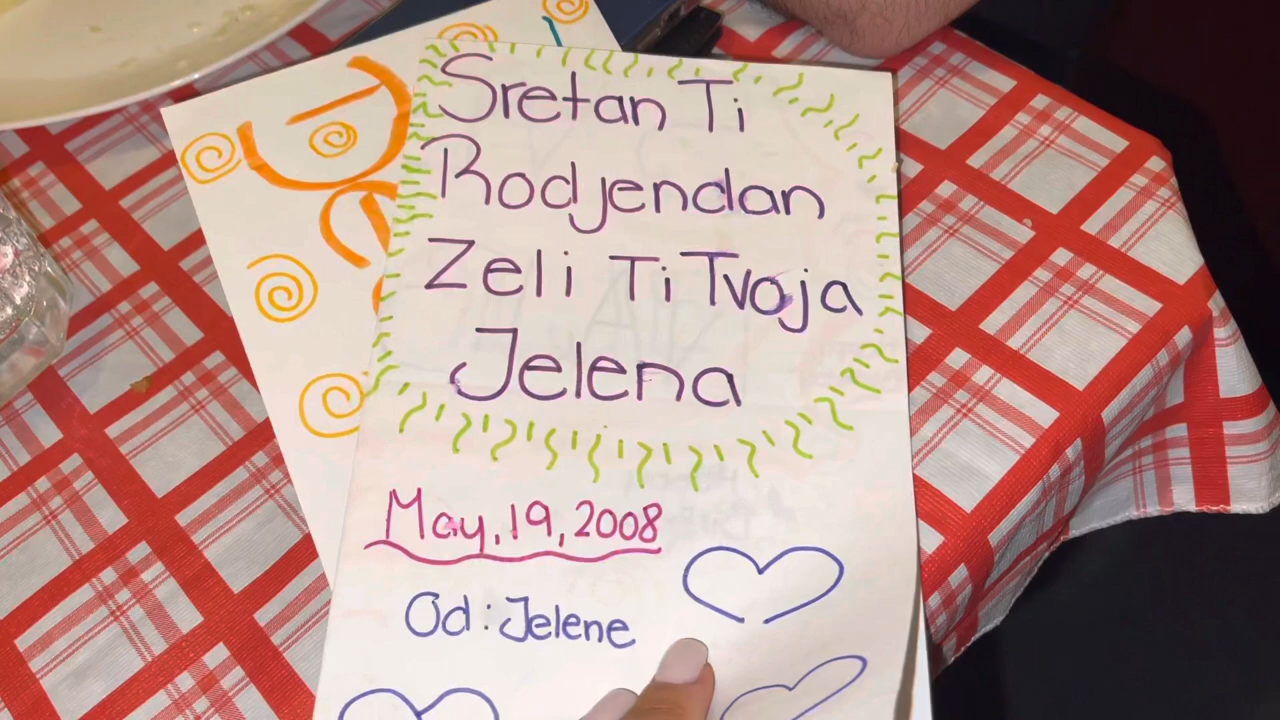 Sretan Ti
Rodjendan
Zeli Ti Tvoja
Jelena
May, 19, 2008
Od: Jelene